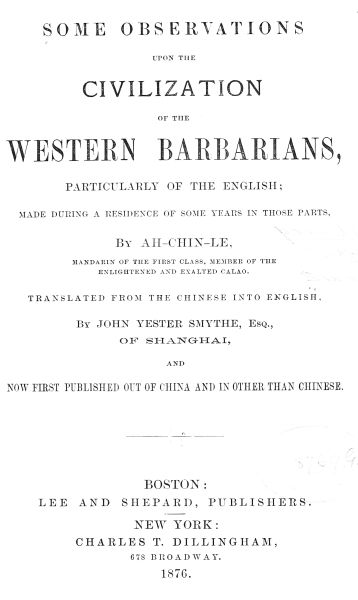 SOME OBSERVATIONS
UPON THE
CIVILIZATION
OF THE
WESTERN BARBARIANS,
PARTICULARLY OF THE ENGLISH;
MADE DURING A RESIDENCE OF SOME YEARS IN THOSE PARTS,
BY AH-CHIN-LE,
MANDARIN OF THE FIRST CLASS, MEMBER OF THE
ENLIGHTENED AND EXALTED CALAO.
TRANSLATED FROM THE CHINESE INTO ENGLISH,
BY JOHN YESTER SMYTHE, ESQ.,
OF SHANGHAI,
AND
NOW FIRST PUBLISHED OUT OF CHINA AND IN OTHER THAN CHINESE.
BOSTON:
LEE AND SHEPARD, PUBLISHERS.
NEW YORK:
CHARLES T. DILLINGHAM,
678 BROADWAY.
1876.